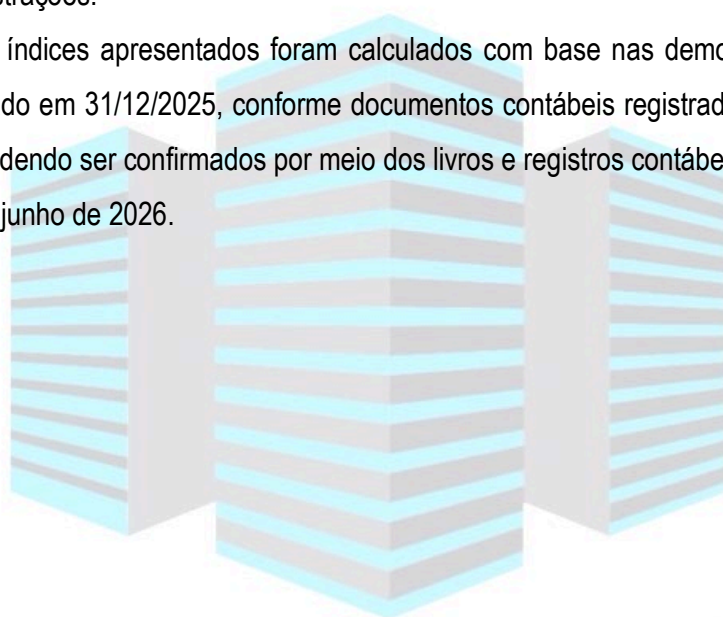 strações.
índices apresentados foram calculados com base nas demo
do em 31/12/2025, conforme documentos contábeis registrad
dendo ser confirmados por meio dos livros e registros contábe
junho de 2026.